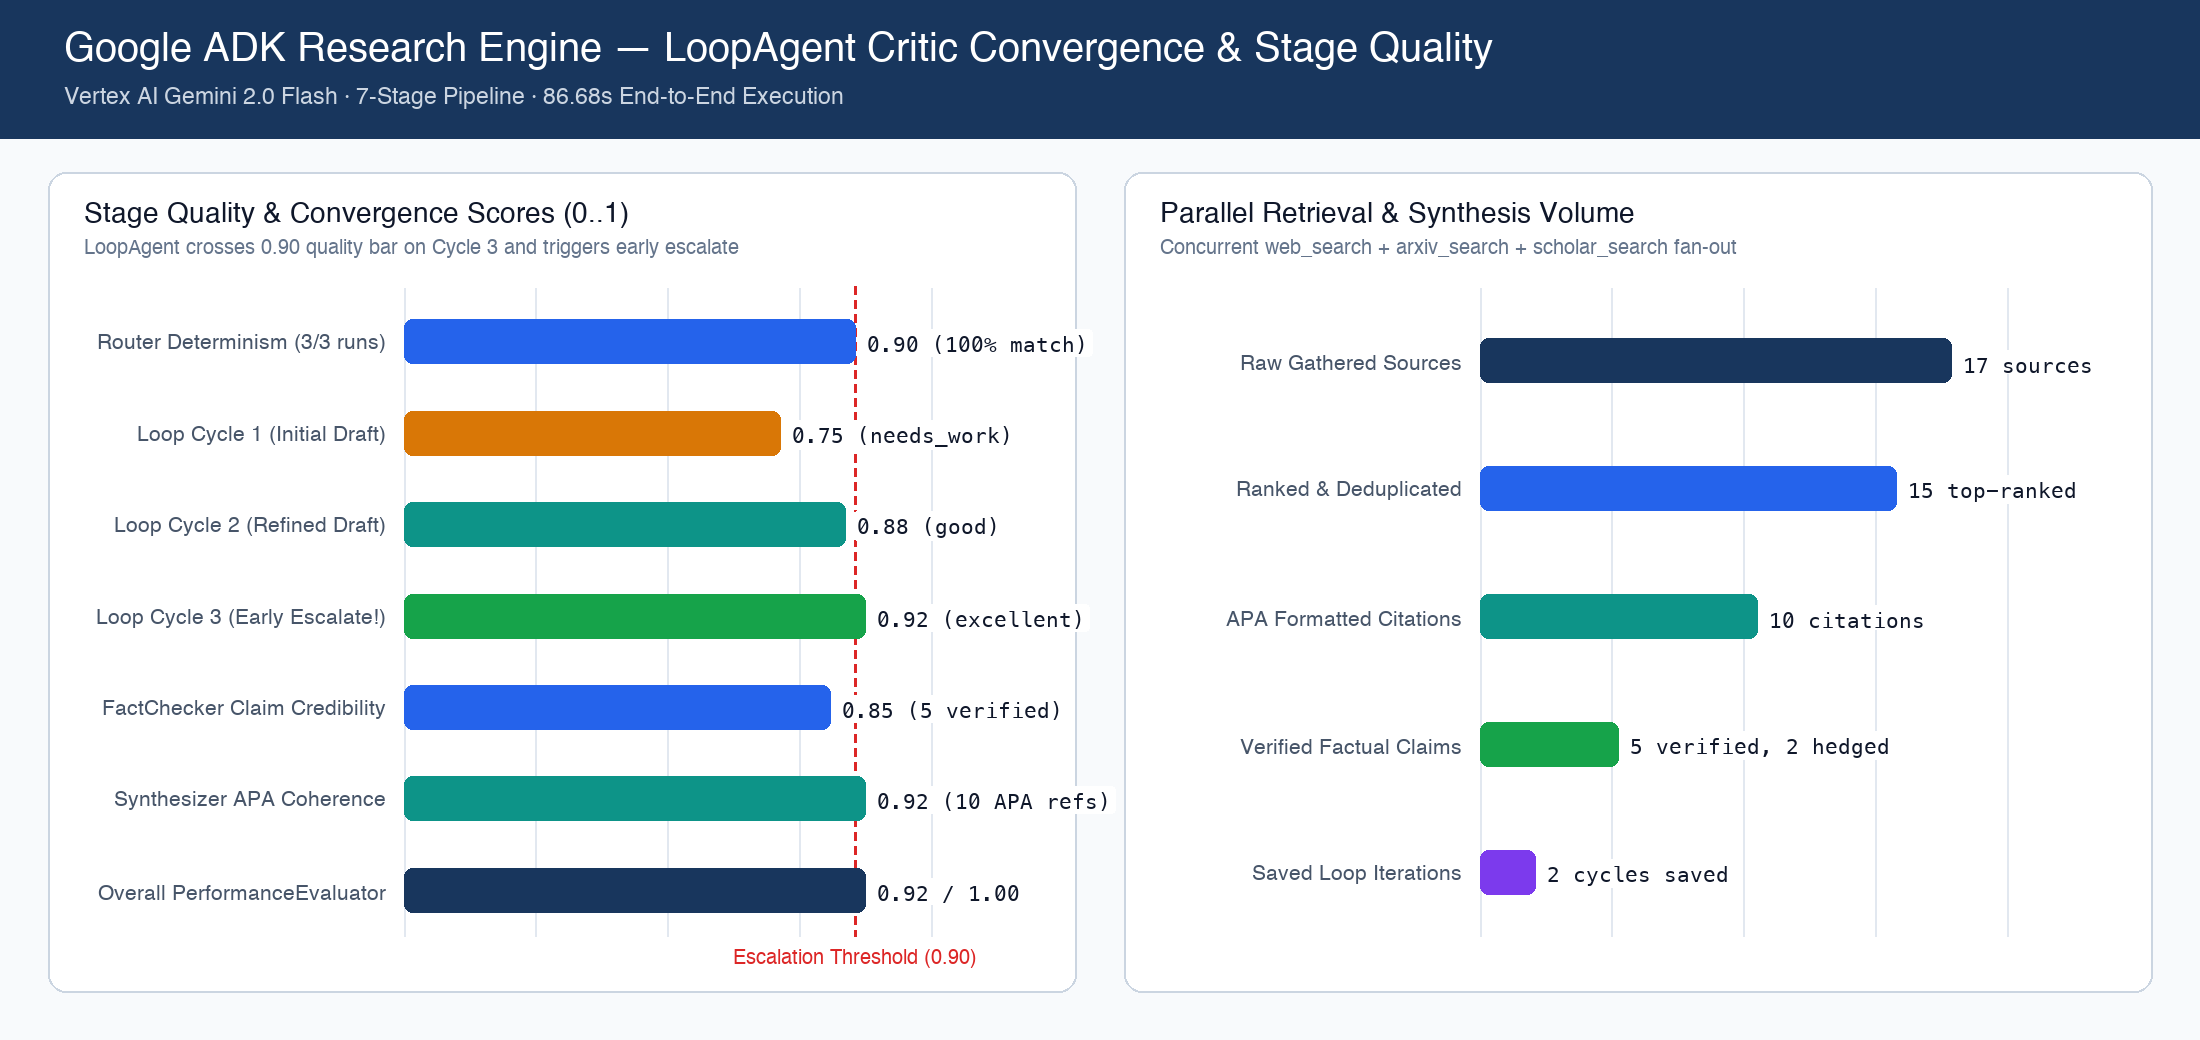 Google ADK Research Engine — LoopAgent Critic Convergence & Stage Quality
Vertex AI Gemini 2.0 Flash · 7-Stage Pipeline · 86.68s End-to-End Execution
Stage Quality & Convergence Scores (0..1)
LoopAgent crosses 0.90 quality bar on Cycle 3 and triggers early escalate
Router Determinism (3/3 runs) 0.90 (100% match)
Loop Cycle 1 (Initial Draft) 0.75 (needs_work)
Loop Cycle 2 (Refined Draft) 0.88 (good)
Loop Cycle 3 (Early Escalate!) 0.92 (excellent)
FactChecker Claim Credibility 0.85 (5 verified)
Synthesizer APA Coherence 0.92 (10 APA refs)
Overall PerformanceEvaluator 0.92 / 1.00
Escalation Threshold (0.90)
Parallel Retrieval & Synthesis Volume
Concurrent web_search + arxiv_search + scholar_search fan-out
Raw Gathered Sources 17 sources
Ranked & Deduplicated 15 top-ranked
APA Formatted Citations 10 citations
Verified Factual Claims 5 verified, 2 hedged
Saved Loop Iterations 2 cycles saved